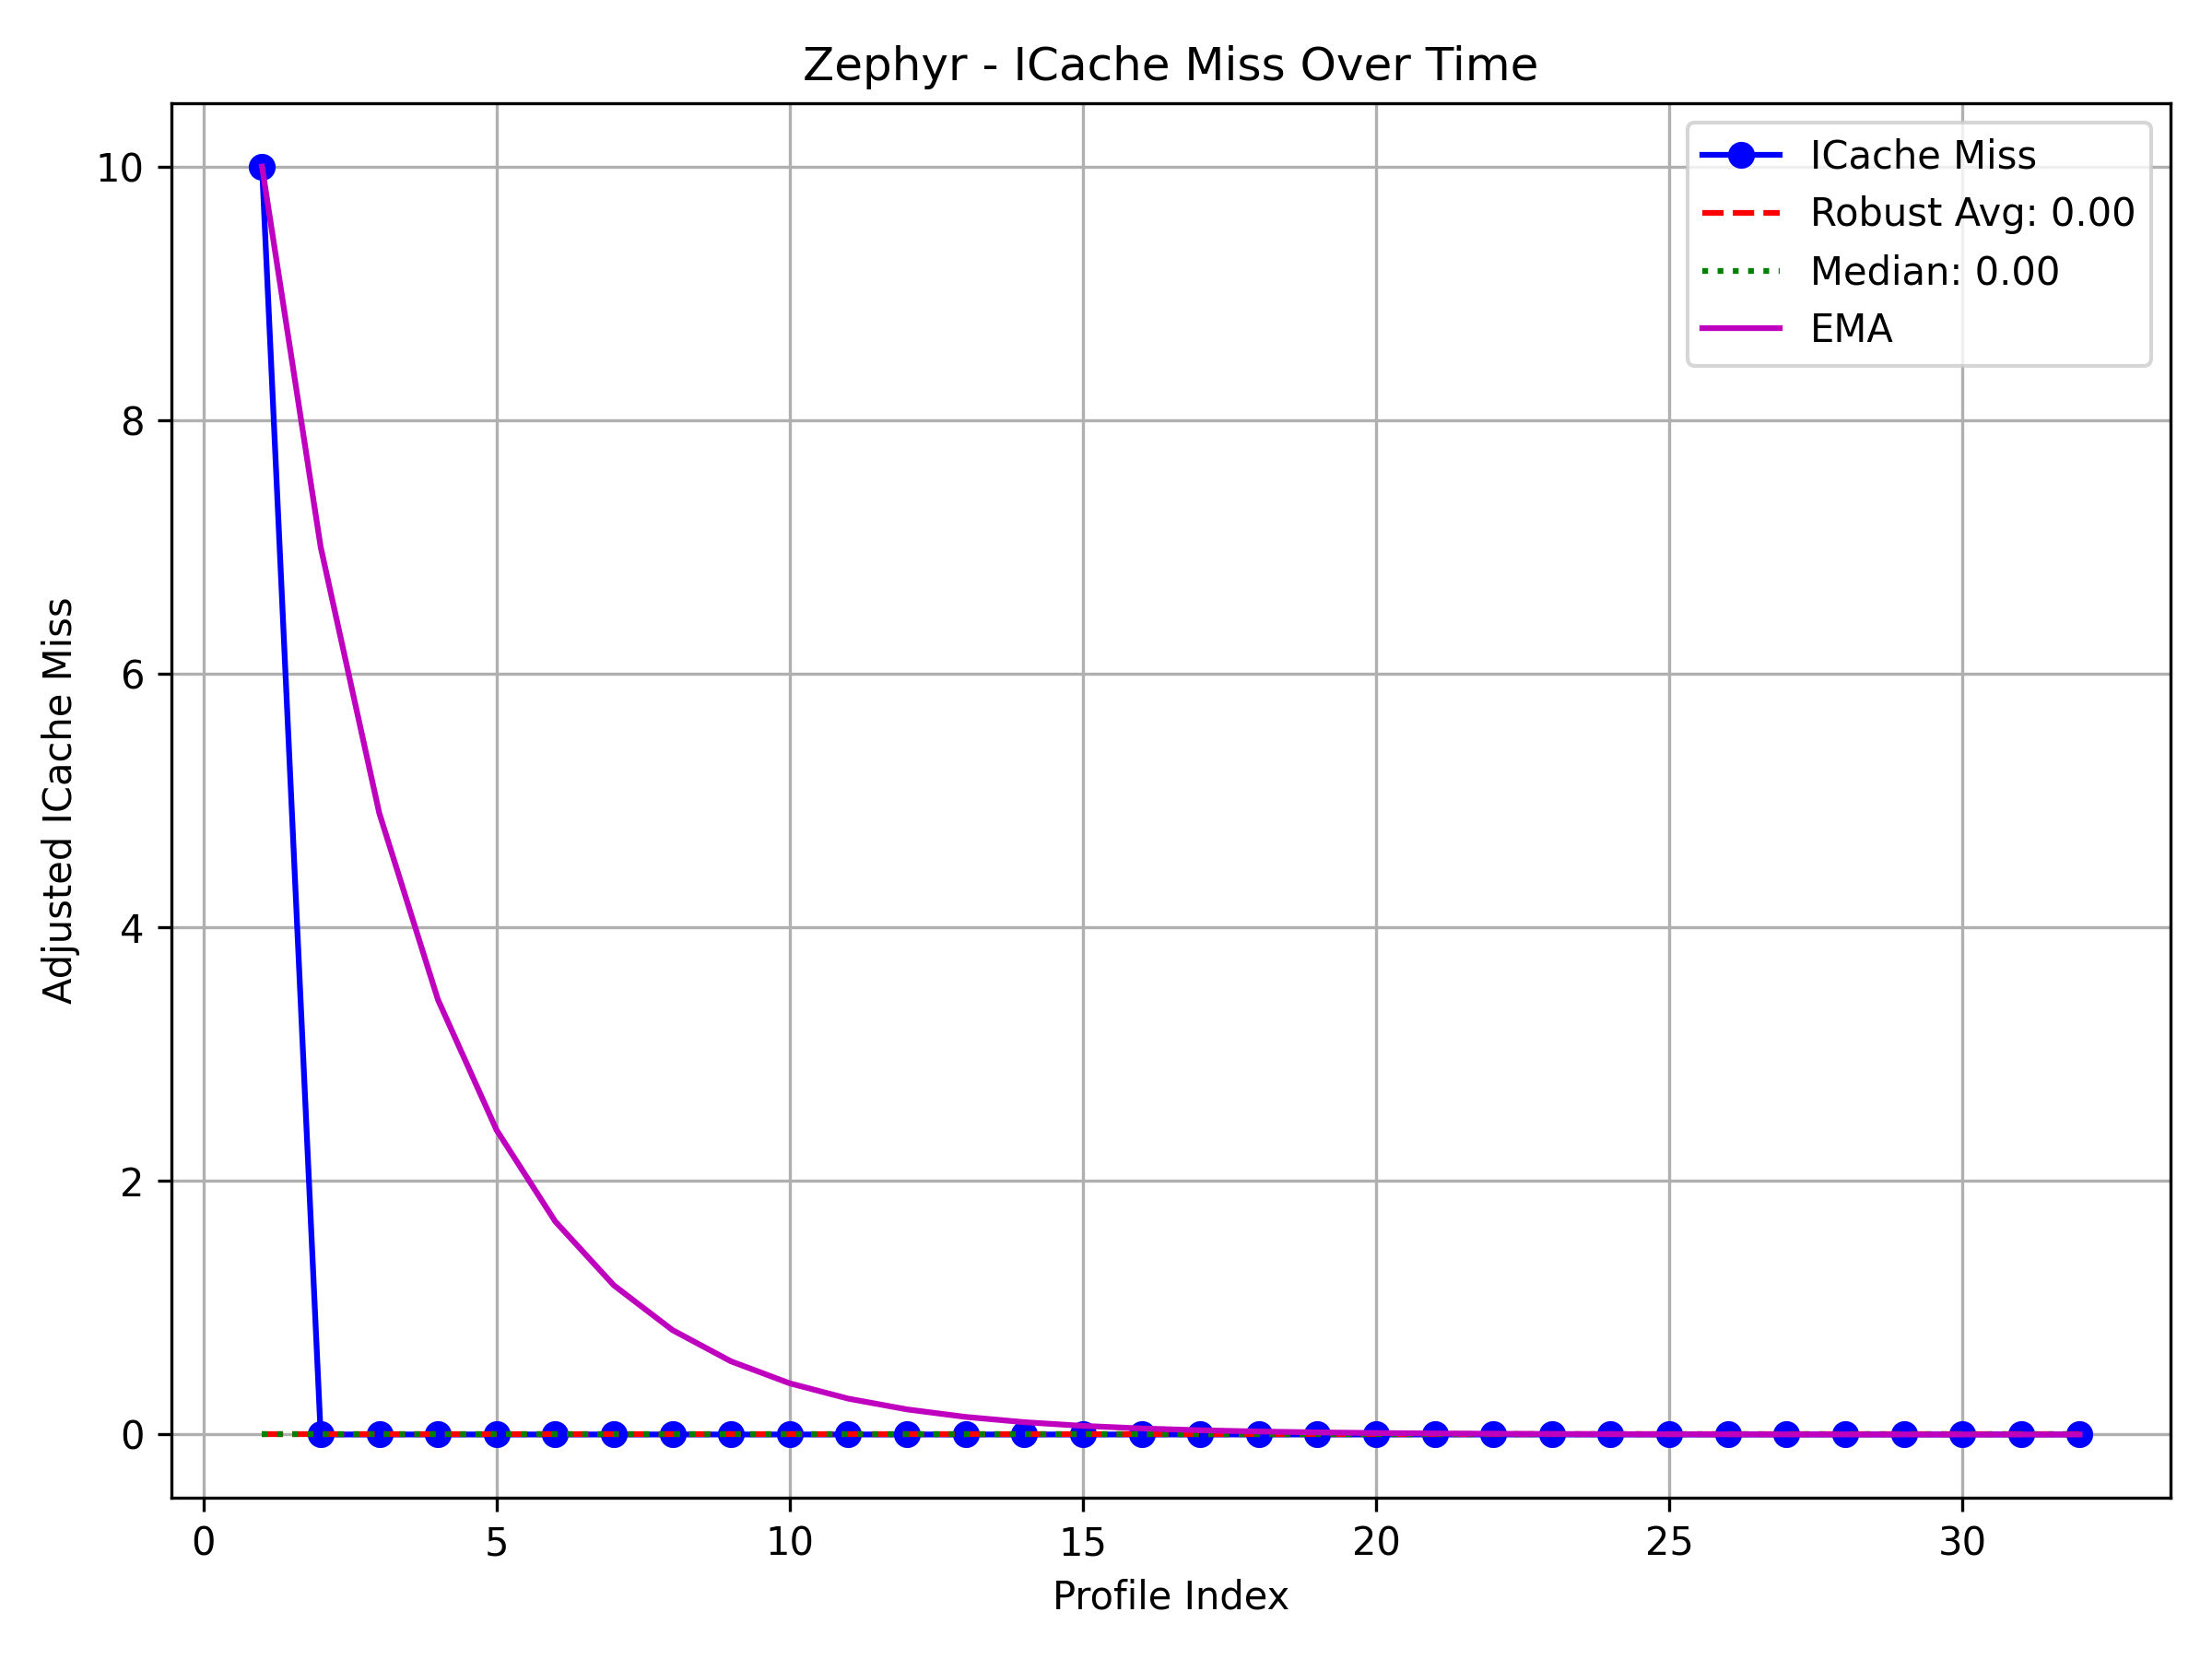 Zephyr - ICache Miss Over Time
Adjusted ICache Miss
10
8
6
4
2
0
ICache Miss
Robust Avg: 0.00
Median: 0.00
EMA
0 5 10 15 20 25 30
Profile Index